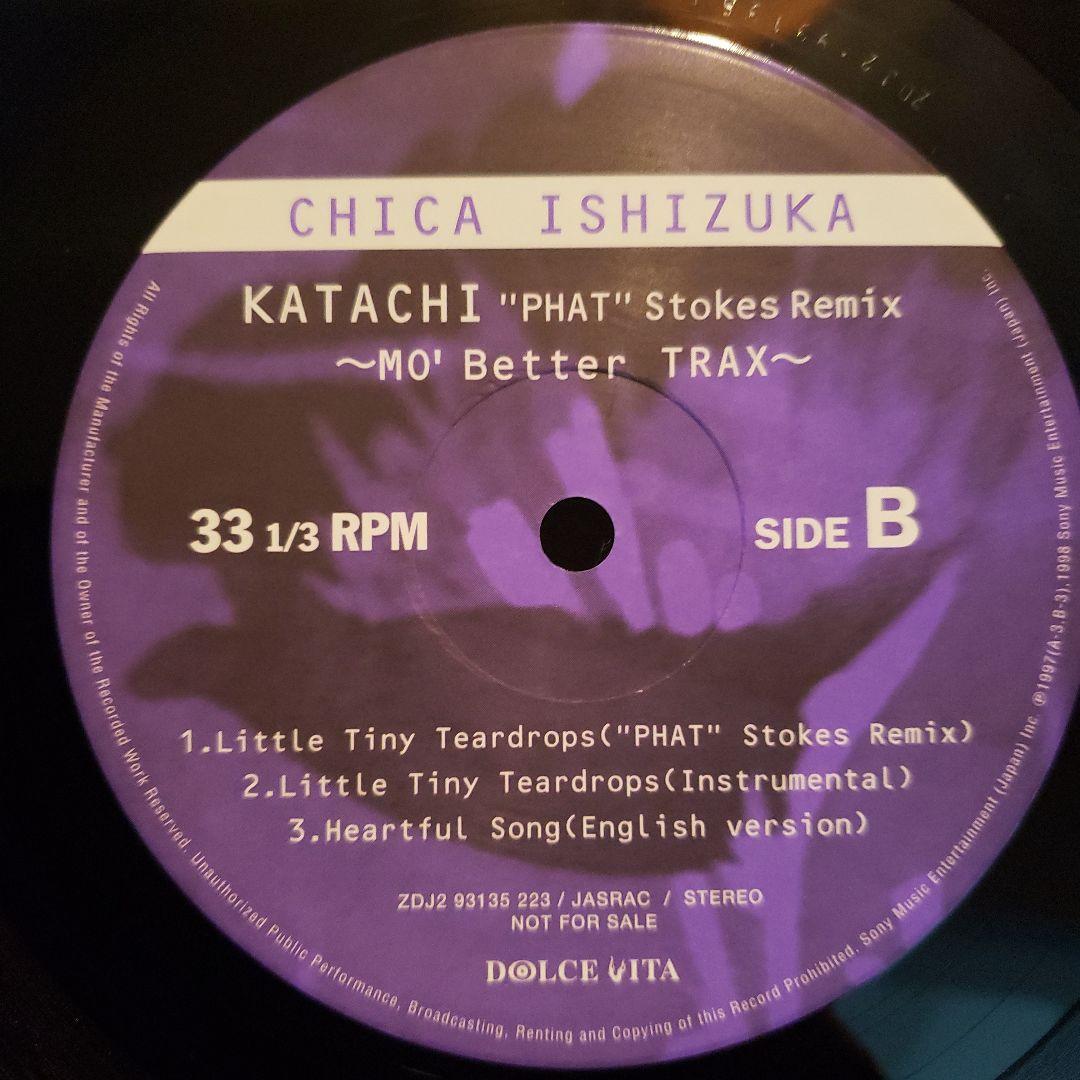 CHICA ISHIZUKA
KATACHI "PHAT" Stokes Remix
～MO' Better TRAX～
33 1/3 RPM
SIDE B
1.Little Tiny Teardrops("PHAT" Stokes Remix)
2.Little Tiny Teardrops(Instrumental)
3.Heartful Song(English version)
ZDJ2 93135 223 / JASRAC / STEREO
NOT FOR SALE
DOLCE VITA
All Rights of the Manufacturer and of the Owner of the Recorded Work Reserved. Unauthorized Public Performance, Broadcasting, Renting and Copying of this Record Prohibited. Sony Music Entertainment (Japan) Inc. ℗1997(A-3,B-3),1998 Sony Music Entertainment (Japan) Inc.